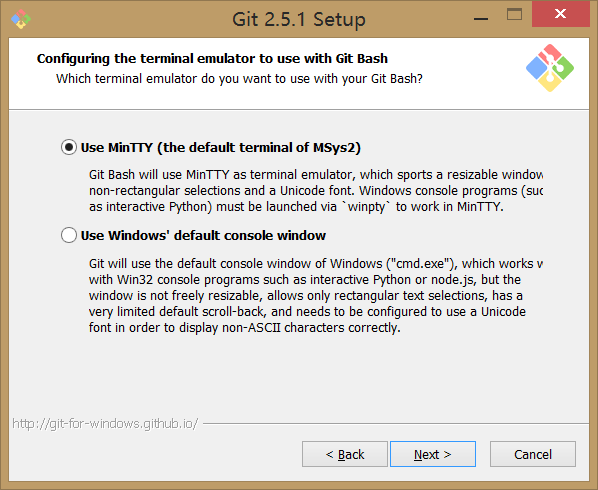 Git 2.5.1 Setup
Configuring the terminal emulator to use with Git Bash
Which terminal emulator do you want to use with your Git Bash?
Use MinTTY (the default terminal of MSys2)
Git Bash will use MinTTY as terminal emulator, which sports a resizable window
non-rectangular selections and a Unicode font. Windows console programs (suc
as interactive Python) must be launched via `winpty` to work in MinTTY.
Use Windows' default console window
Git will use the default console window of Windows ("cmd.exe"), which works w
with Win32 console programs such as interactive Python or node.js, but the
window is not freely resizable, allows only rectangular text selections, has a
very limited default scroll-back, and needs to be configured to use a Unicode
font in order to display non-ASCII characters correctly.
http://git-for-windows.github.io/
< Back
Next >
Cancel